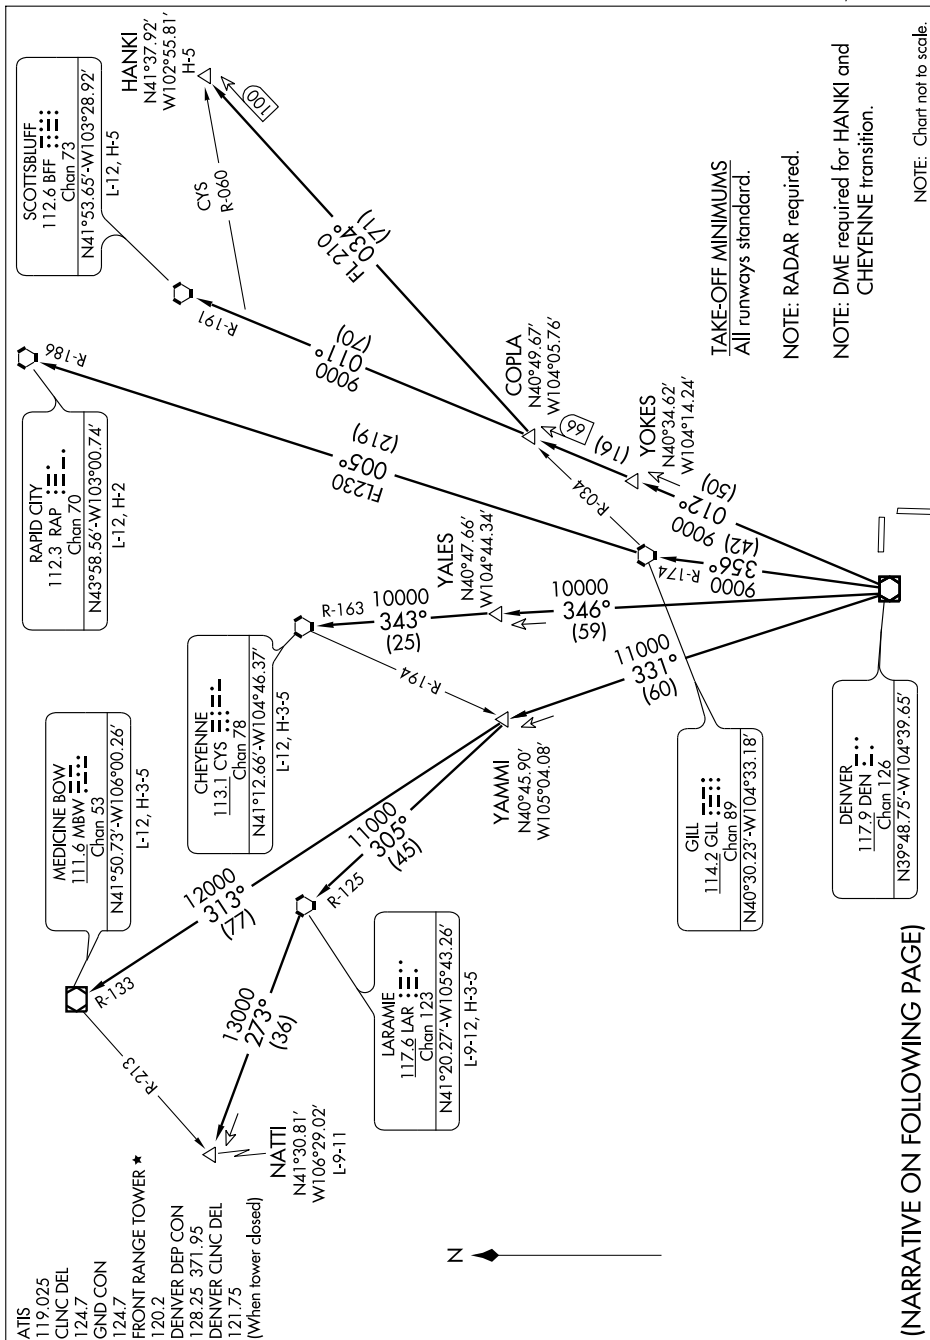 ATIS
119.025
CLNC DEL
124.7
GND CON
124.7
FRONT RANGE TOWER ★
120.2
DENVER DEP CON
128.25 371.95
DENVER CLNC DEL
121.75
(When tower closed)
MEDICINE BOW
111.6 MBW
Chan 53
N41°50.73'-W106°00.26'
L-12, H-3-5
RAPID CITY
112.3 RAP
Chan 70
N43°58.56'-W103°00.74'
L-12, H-2
SCOTTSBLUFF
112.6 BFF
Chan 73
N41°53.65'-W103°28.92'
L-12, H-5
HANKI
N41°37.92'
W102°55.81'
H-5
CHEYENNE
113.1 CYS
Chan 78
N41°12.66'-W104°46.37'
L-12, H-3-5
NATTI
N41°30.81'
W106°29.02'
L-9-11
LARAMIE
117.6 LAR
Chan 123
N41°20.27'-W105°43.26'
L-9-12, H-3-5
R-133
R-213
12000
313°
(77)
13000
273°
(36)
R-125
11000
305°
(45)
R-186
FL230
005°
(219)
R-191
9000
011°
(70)
CYS
R-060
100
FL210
034°
(71)
R-163
10000
343°
(25)
R-194
YAMMI
N40°45.90'
W105°04.08'
YALES
N40°47.66'
W104°44.34'
COPLA
N40°49.67'
W104°05.76'
66
(16)
R-034
YOKES
N40°34.62'
W104°14.24'
11000
331°
(60)
10000
346°
(59)
R-174
9000
356°
(42)
9000
012°
(50)
GILL
114.2 GLL
Chan 89
N40°30.23'-W104°33.18'
DENVER
117.9 DEN
Chan 126
N39°48.75'-W104°39.65'
N
TAKE-OFF MINIMUMS
All runways standard.
NOTE: RADAR required.
NOTE: DME required for HANKI and
CHEYENNE transition.
NOTE: Chart not to scale.
(NARRATIVE ON FOLLOWING PAGE)